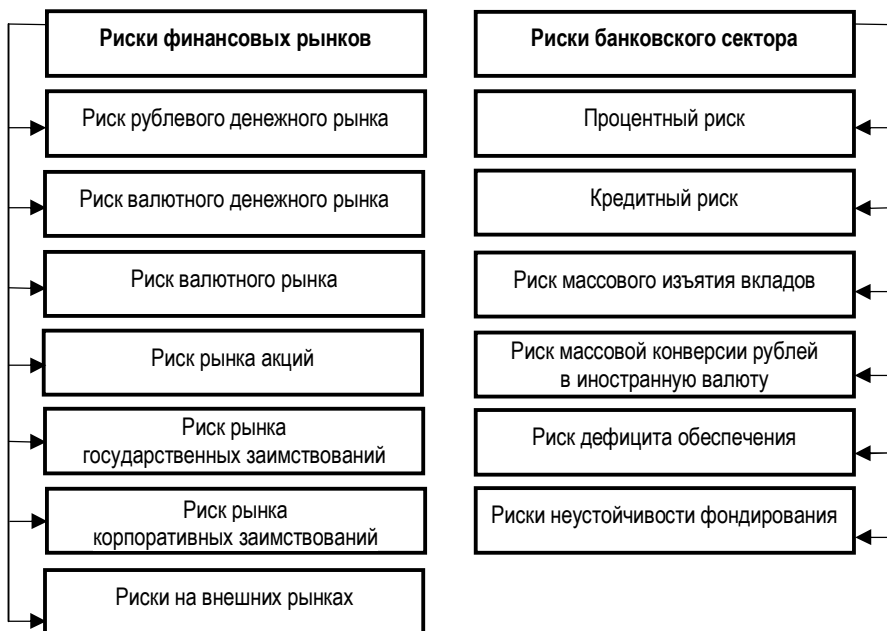 Риски финансовых рынков
Риск рублевого денежного рынка
Риск валютного денежного рынка
Риск валютного рынка
Риск рынка акций
Риск рынка
государственных заимствований
Риск рынка
корпоративных заимствований
Риски на внешних рынках
Риски банковского сектора
Процентный риск
Кредитный риск
Риск массового изъятия вкладов
Риск массовой конверсии рублей
в иностранную валюту
Риск дефицита обеспечения
Риски неустойчивости фондирования